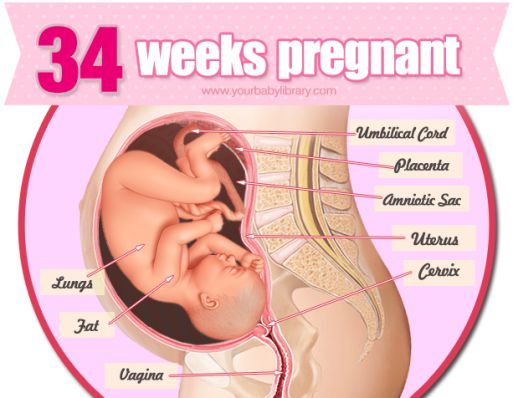 34 weeks pregnant
www.yourbabylibrary.com
Umbilical Cord
Placenta
Amniotic Sac
Uterus
Cervix
Lungs
Fat
Vagina